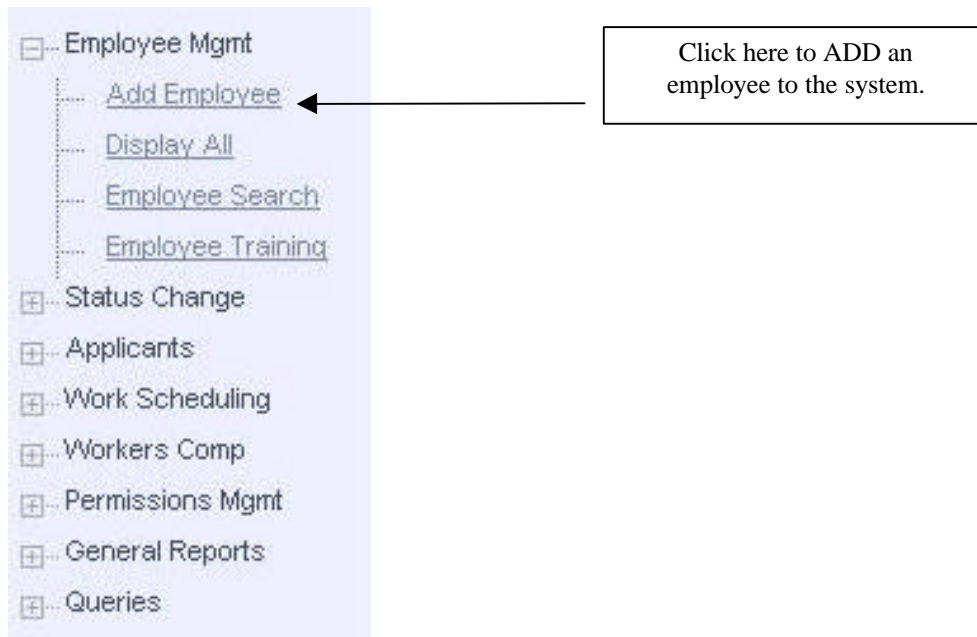 Employee Mgmt
Add Employee
Display All
Employee Search
Employee Training
Status Change
Applicants
Work Scheduling
Workers Comp
Permissions Mgmt
General Reports
Queries
Click here to ADD an
employee to the system.